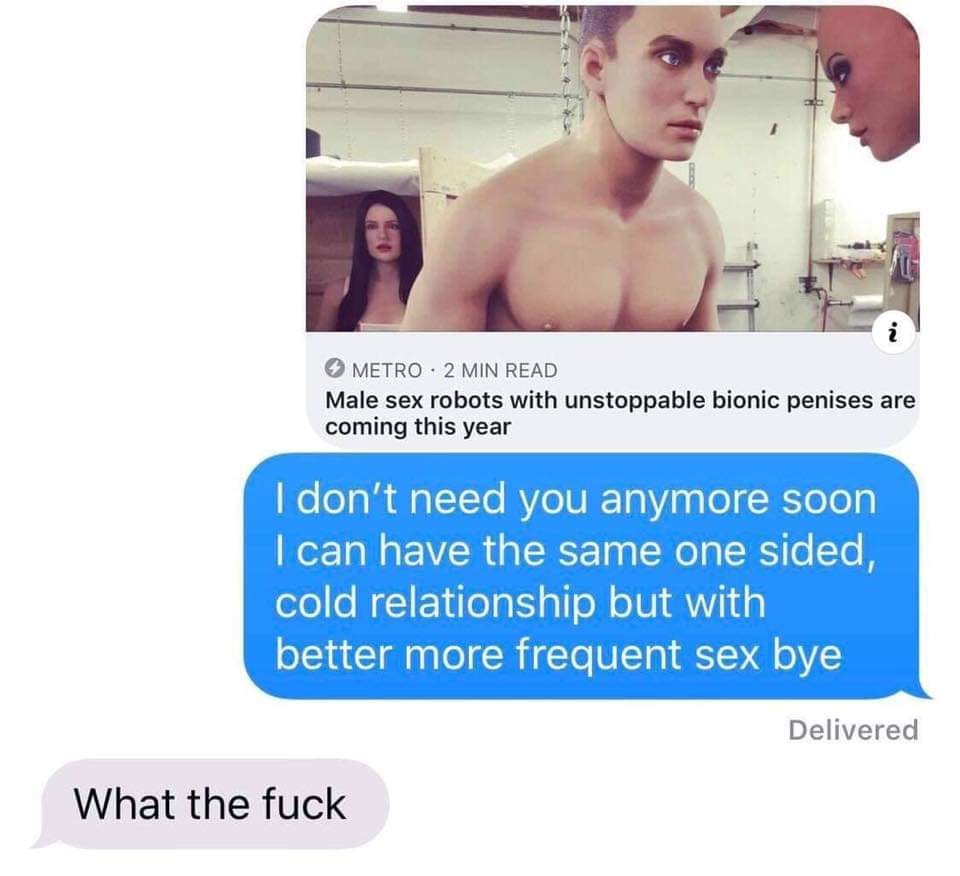 METRO · 2 MIN READ
Male sex robots with unstoppable bionic penises are
coming this year
I don’t need you anymore soon
I can have the same one sided,
cold relationship but with
better more frequent sex bye
Delivered
What the fuck